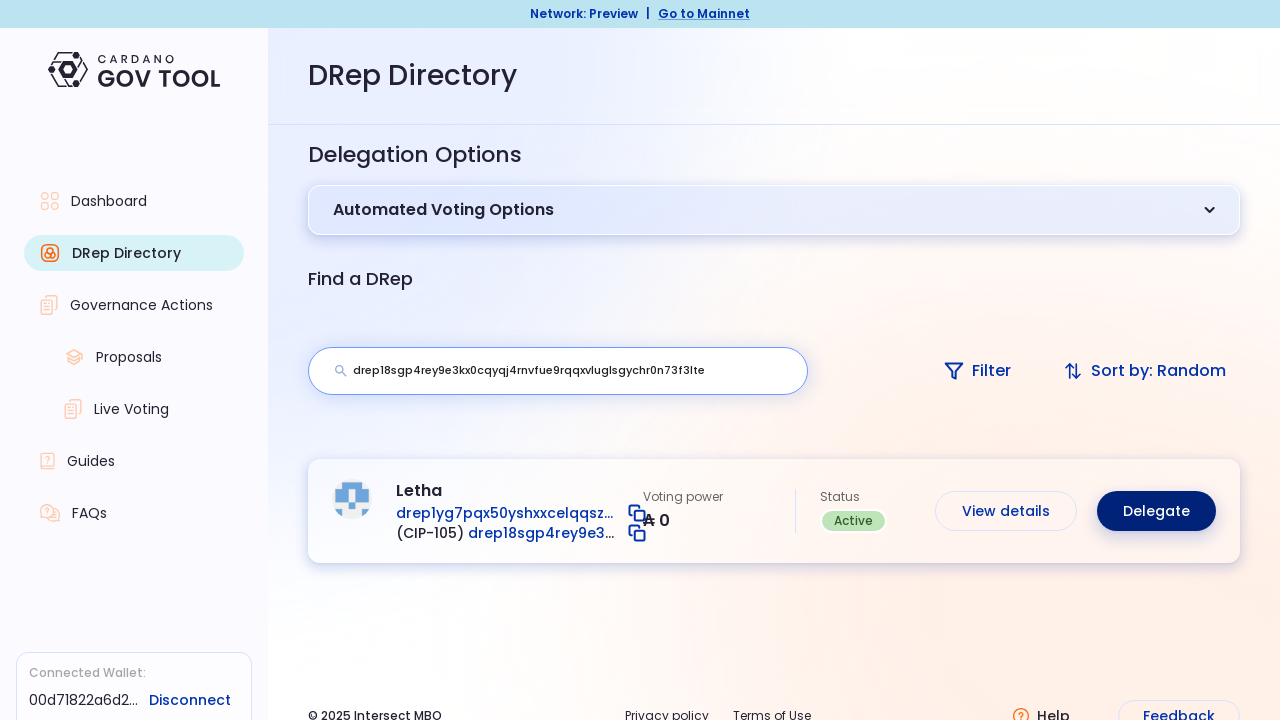 Network: Preview | Go to Mainnet
CARDANO
GOV TOOL
DRep Directory
Dashboard
DRep Directory
Governance Actions
Proposals
Live Voting
Guides
FAQs
Connected Wallet:
00d71822a6d2... Disconnect
Delegation Options
Automated Voting Options
Find a DRep
drep18sgp4rey9e3kx0cqyqj4rnvfue9rqqxvluglsgychr0n73f3lte
Filter
Sort by: Random
Letha
drep1yg7pqx50yshxxcelqqsz...
(CIP-105) drep18sgp4rey9e3...
Voting power
₳ 0
Status
Active
View details
Delegate
© 2025 Intersect MBO
Privacy policy
Terms of Use
Help
Feedback